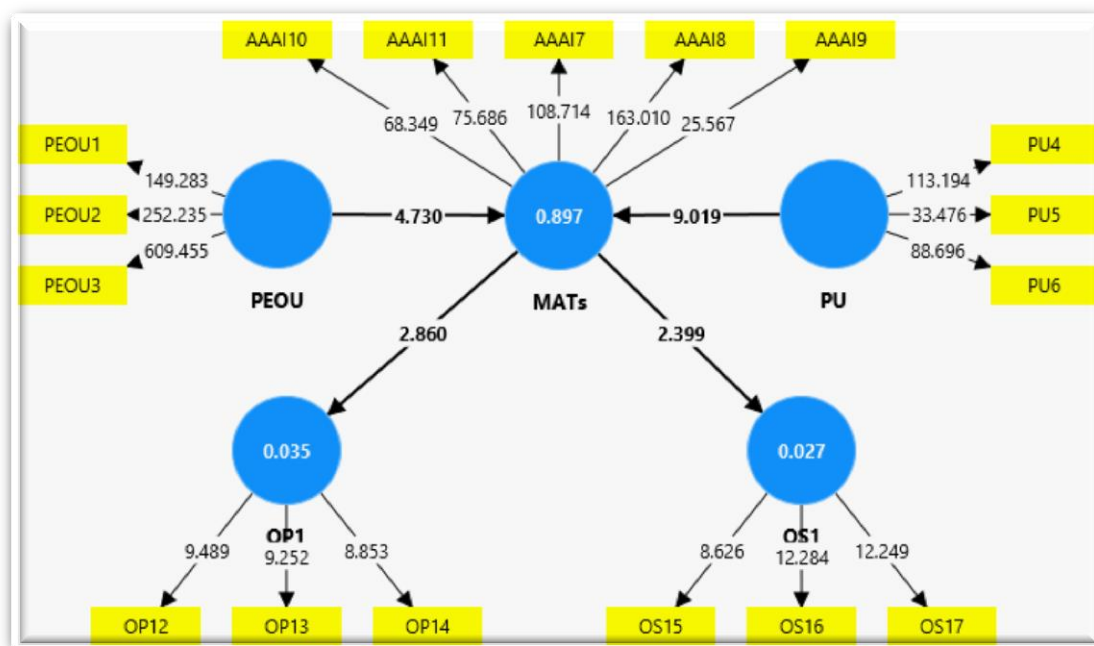 AAAI10 AAAI11 AAAI7 AAAI8 AAAI9
68.349 75.686 108.714 163.010 25.567
PEOU1 PU4
149.283 113.194
PEOU2 252.235 4.730 0.897 9.019 33.476 PU5
609.455 88.696
PEOU3 PU6
PEOU MATs PU
2.860 2.399
0.035 0.027
OP1 OS1
9.489 9.252 8.853 8.626 12.284 12.249
OP12 OP13 OP14 OS15 OS16 OS17